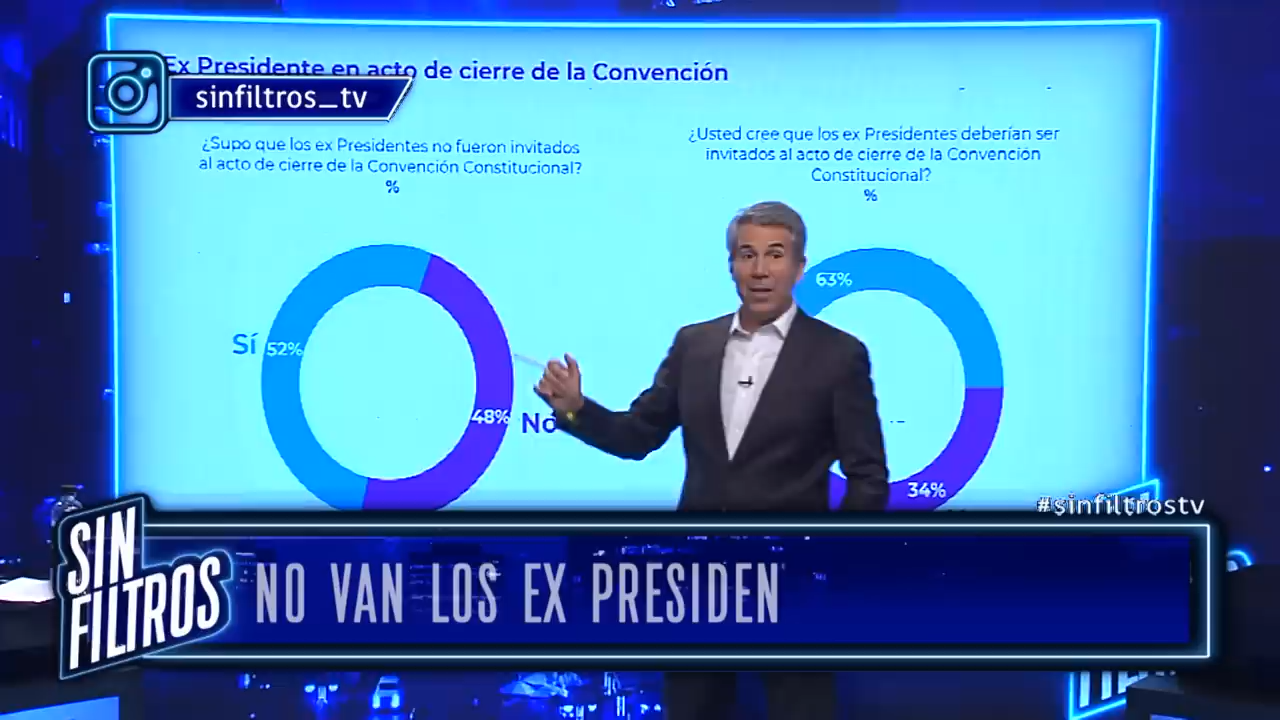 Ex Presidente en acto de cierre de la Convención
sinfiltros_tv
¿Supo que los ex Presidentes no fueron invitados
al acto de cierre de la Convención Constitucional?
%
¿Usted cree que los ex Presidentes deberían ser
invitados al acto de cierre de la Convención
Constitucional?
%
63%
Sí 52%
48% No
34%
#sinfiltrostv
SIN
FILTROS
NO VAN LOS EX PRESIDEN